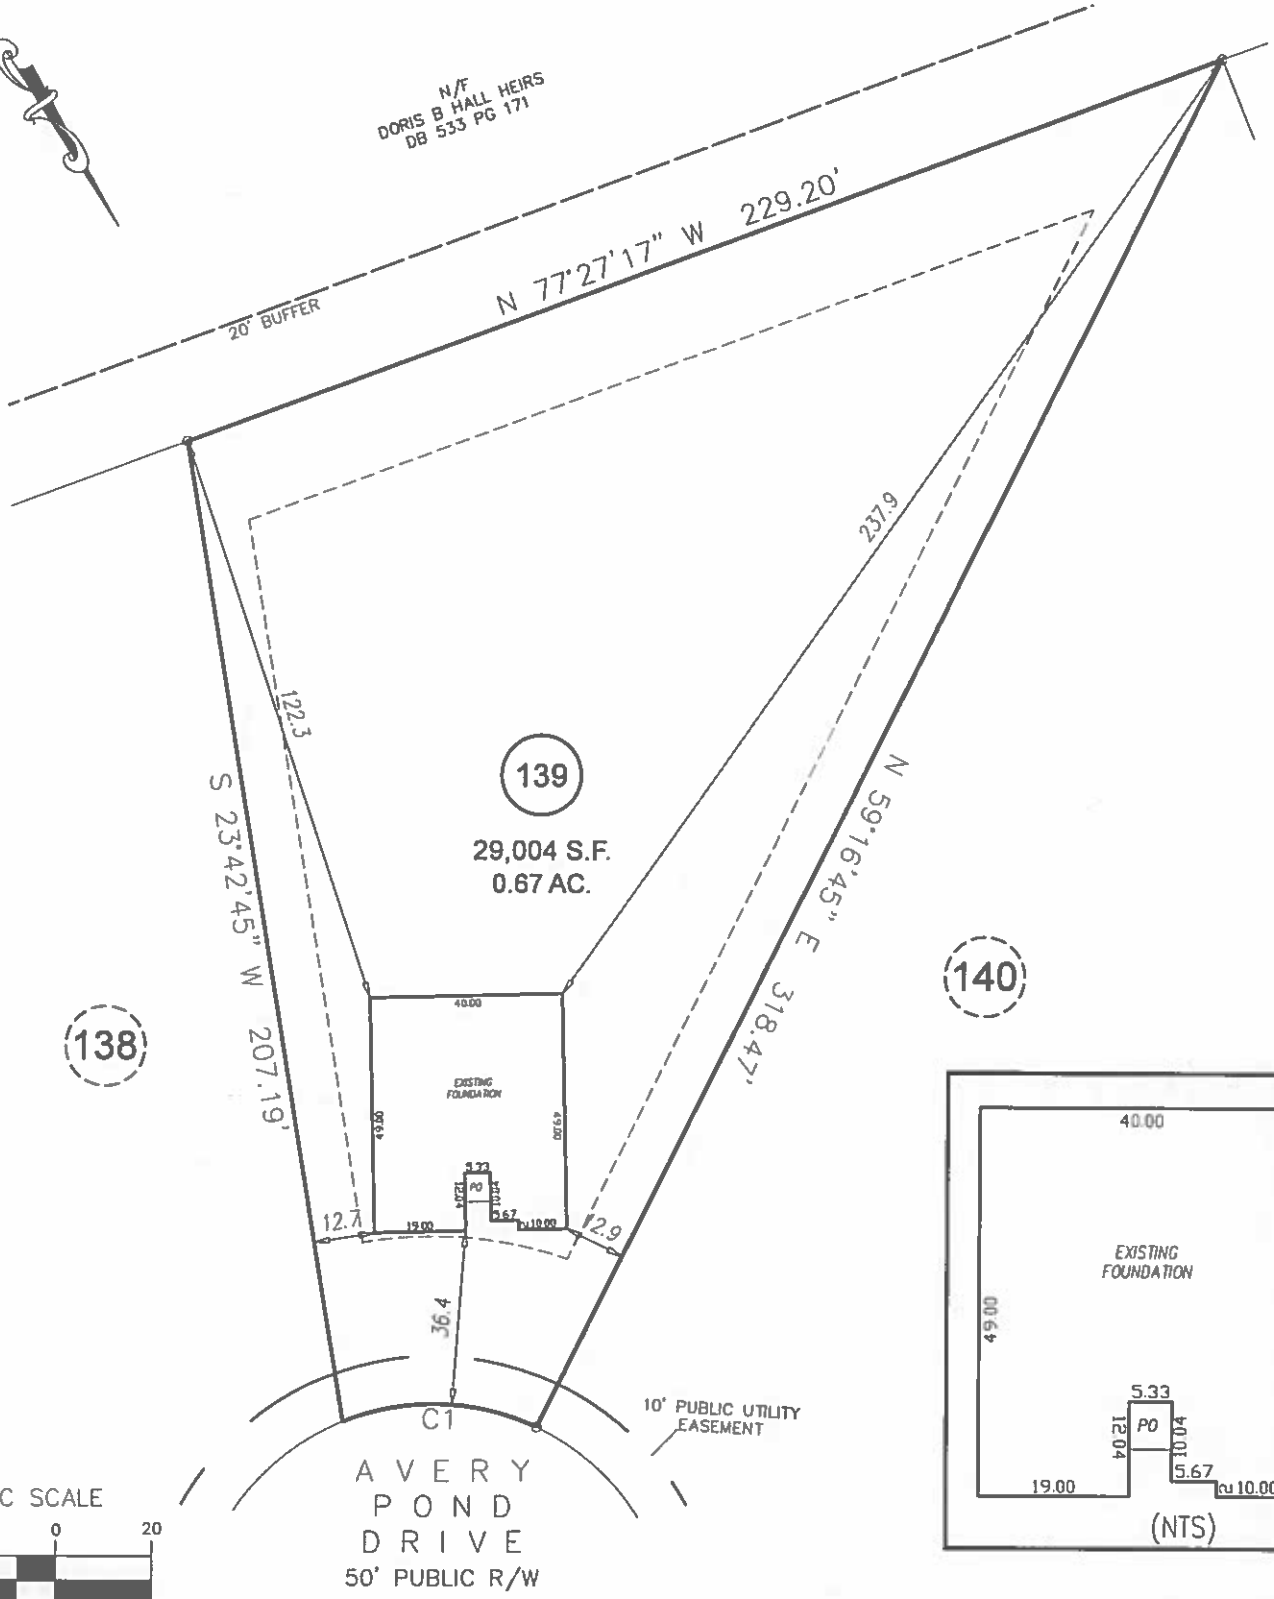 N/F
DORIS B HALL HEIRS
DB 533 PG 171
20' BUFFER
N 77°27'17" W 229.20'
237.9
122.3
139
29,004 S.F.
0.67 AC.
S 23°42'45" W 207.19'
N 59°16'45" E 318.47'
138
140
40.00
EXISTING
FOUNDATION
49.00
49.00
5.33
12.04
PO
10.04
5.67
2
10.00
19.00
12.7
12.9
36.4
C1
10' PUBLIC UTILITY
EASEMENT
AVERY
POND
DRIVE
50' PUBLIC R/W
C SCALE
0 20
40.00
EXISTING
FOUNDATION
49.00
5.33
12.04
PO
10.04
5.67
19.00
2
10.00
(NTS)